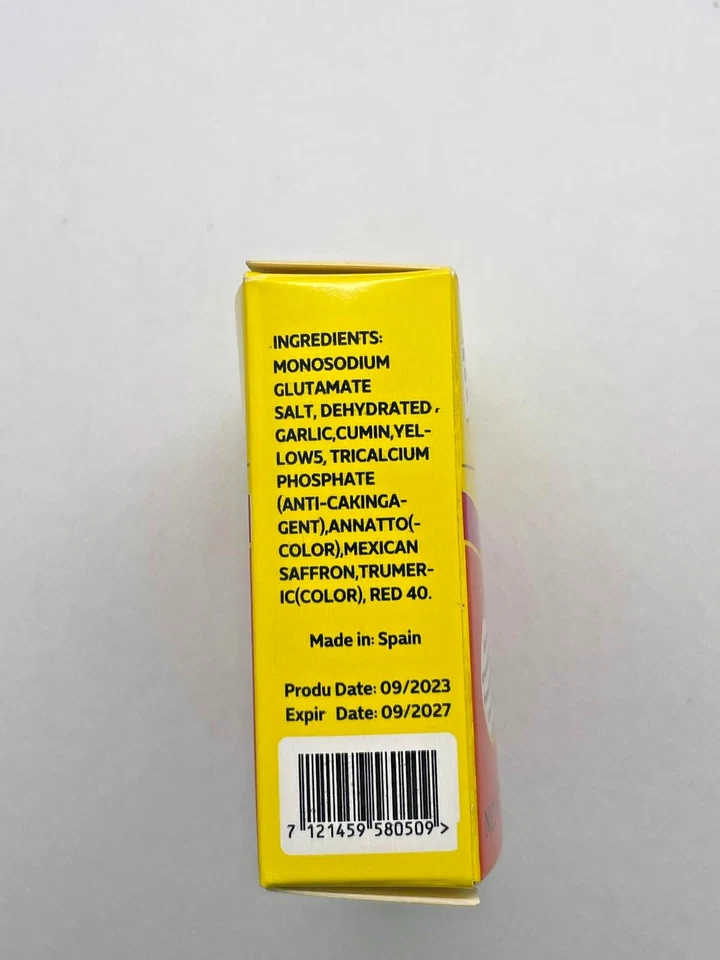 INGREDIENTS:
MONOSODIUM
GLUTAMATE
SALT, DEHYDRATED,
GARLIC,CUMIN,YEL-
LOW5, TRICALCIUM
PHOSPHATE
(ANTI-CAKINGA-
GENT),ANNATTO(-
COLOR),MEXICAN
SAFFRON,TRUMER-
IC(COLOR), RED 40.
Made in: Spain
Produ Date: 09/2023
Expir Date: 09/2027
7 121459 580509 >